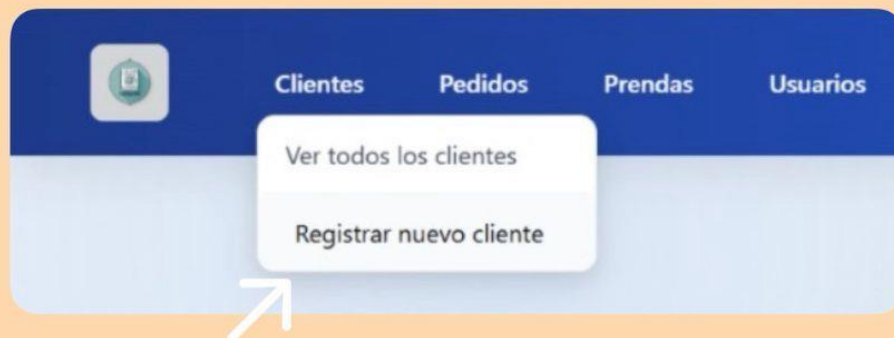 Clientes Pedidos Prendas Usuarios
Ver todos los clientes
Registrar nuevo cliente